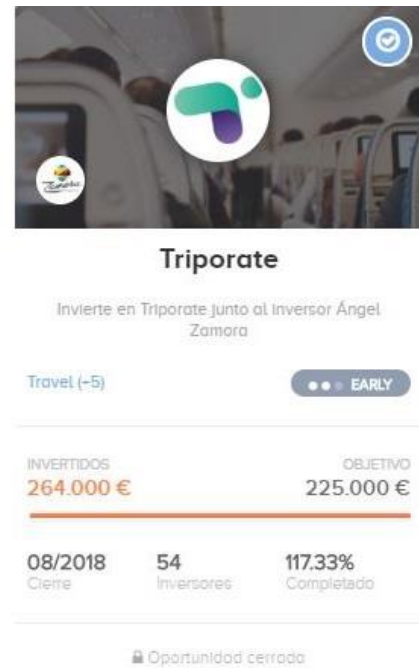 Zamora
Triporate
Invierte en Triporate junto al inversor Ángel
Zamora
Travel (+5)
EARLY
INVERTIDOS OBJETIVO
264.000 € 225.000 €
08/2018 54 117.33%
Cierre Inversores Completado
Oportunidad cerrada